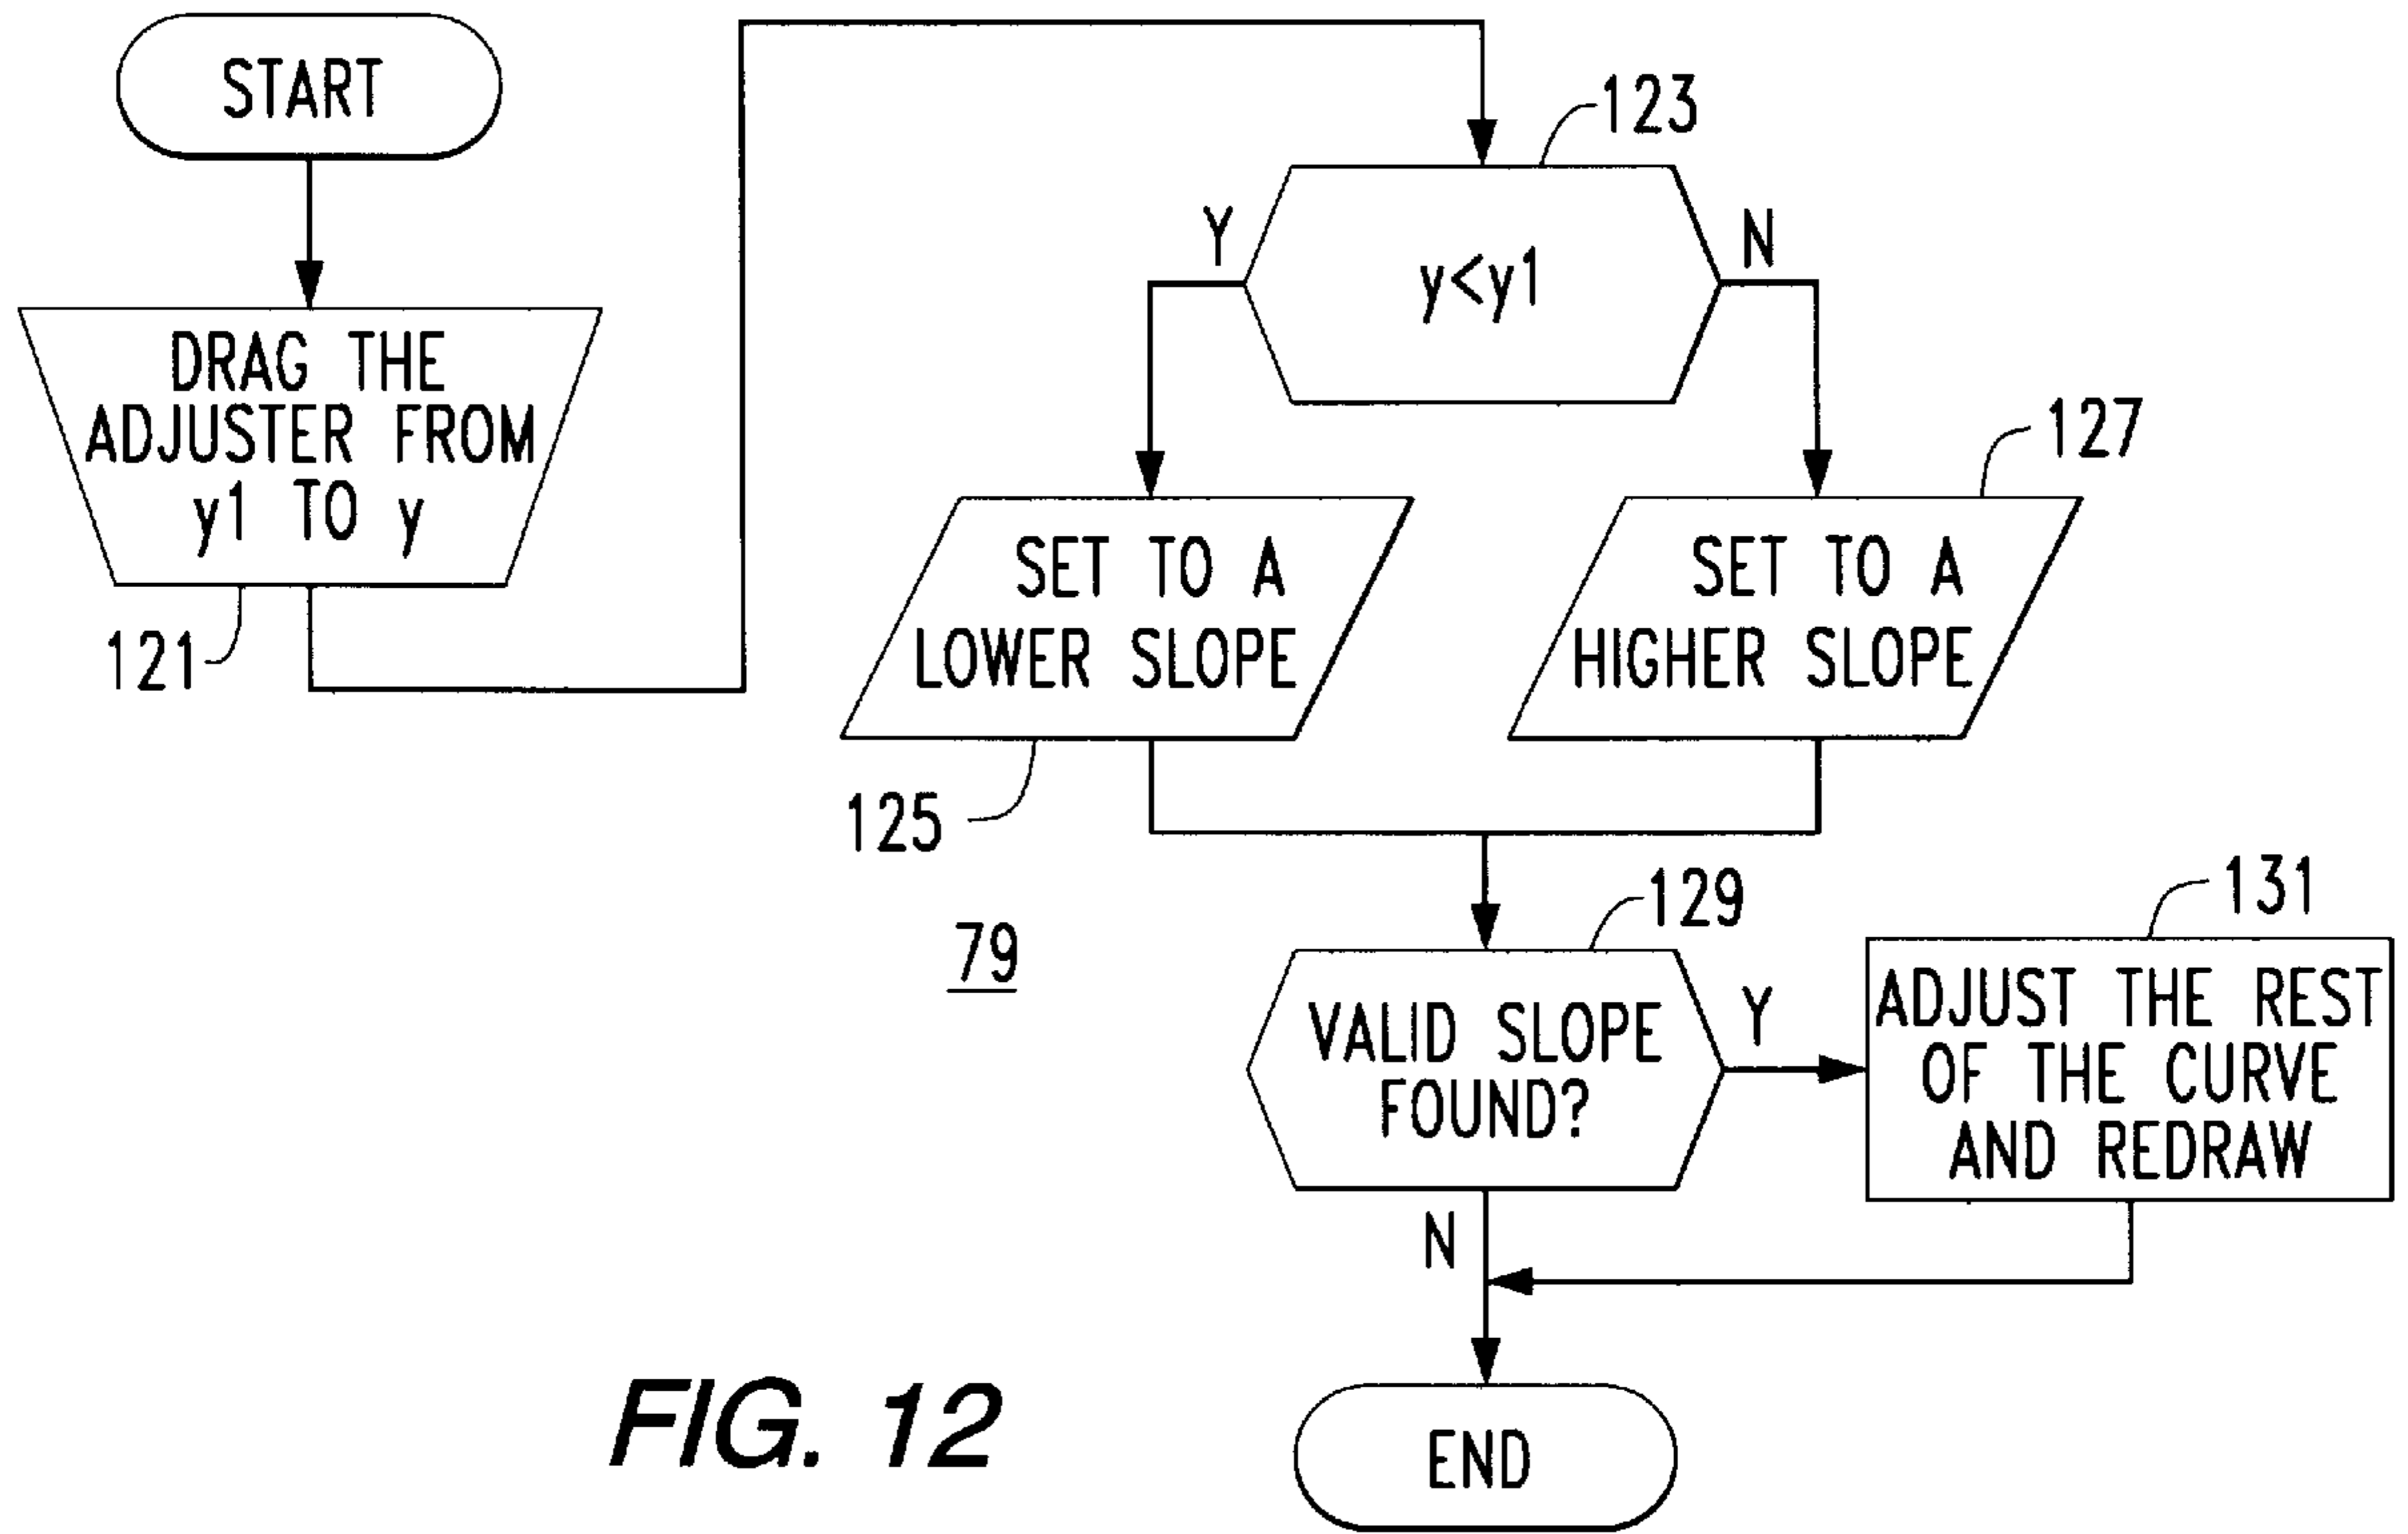 START
DRAG THE
ADJUSTER FROM
y1 TO y
121
123
Y
y<y1
N
127
SET TO A
LOWER SLOPE
SET TO A
HIGHER SLOPE
125
79
129
131
VALID SLOPE
FOUND?
Y
ADJUST THE REST
OF THE CURVE
AND REDRAW
N
END
FIG. 12